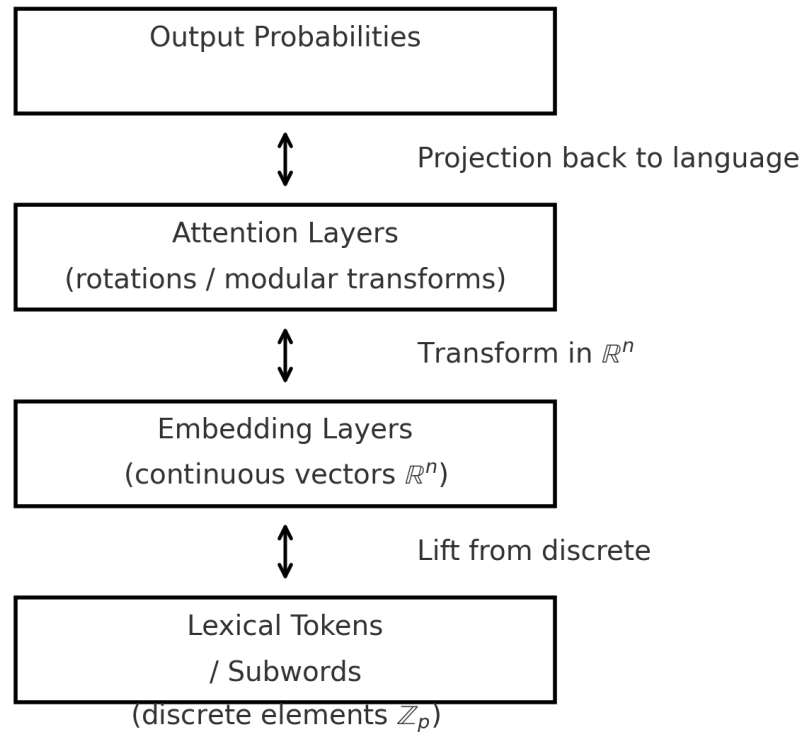 Output Probabilities
Projection back to language
Attention Layers
(rotations / modular transforms)
Transform in ℝⁿ
Embedding Layers
(continuous vectors ℝⁿ)
Lift from discrete
Lexical Tokens
/ Subwords
(discrete elements ℤₚ)